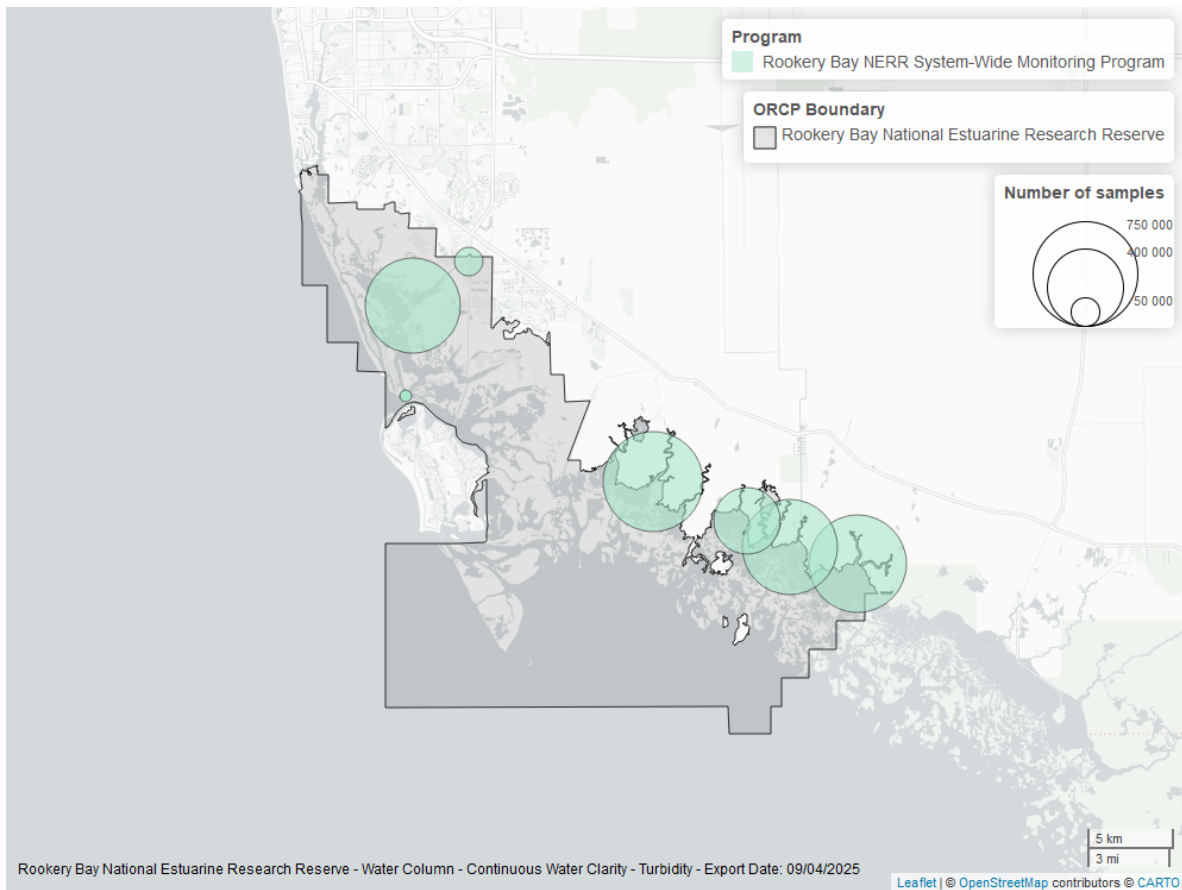 Program
Rookery Bay NERR System-Wide Monitoring Program
ORCP Boundary
Rookery Bay National Estuarine Research Reserve
Number of samples
750 000
400 000
50 000
5 km
3 mi
Rookery Bay National Estuarine Research Reserve - Water Column - Continuous Water Clarity - Turbidity - Export Date: 09/04/2025
Leaflet | © OpenStreetMap contributors © CARTO